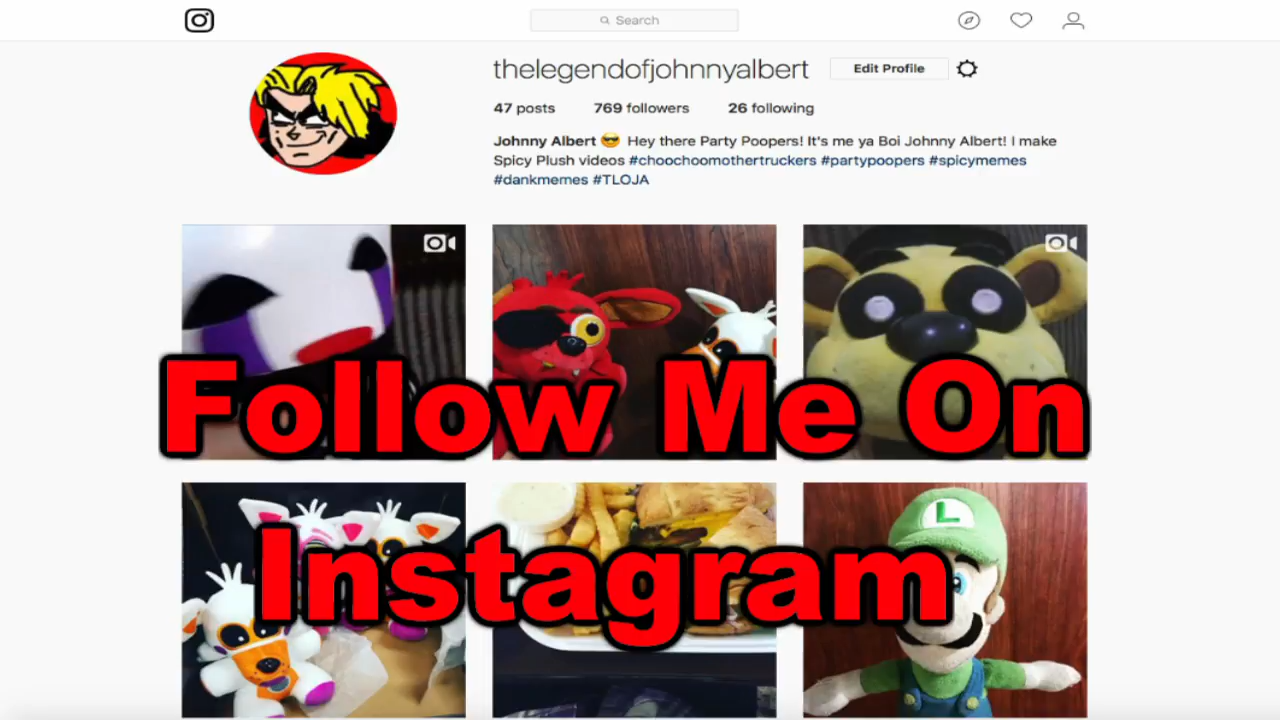 Search
thelegendofjohnnyalbert Edit Profile
47 posts 769 followers 26 following
Johnny Albert 😎 Hey there Party Poopers! It's me ya Boi Johnny Albert! I make
Spicy Plush videos #choochoomothertruckers #partypoopers #spicymemes
#dankmemes #TLOJA
Follow Me On
Instagram
L